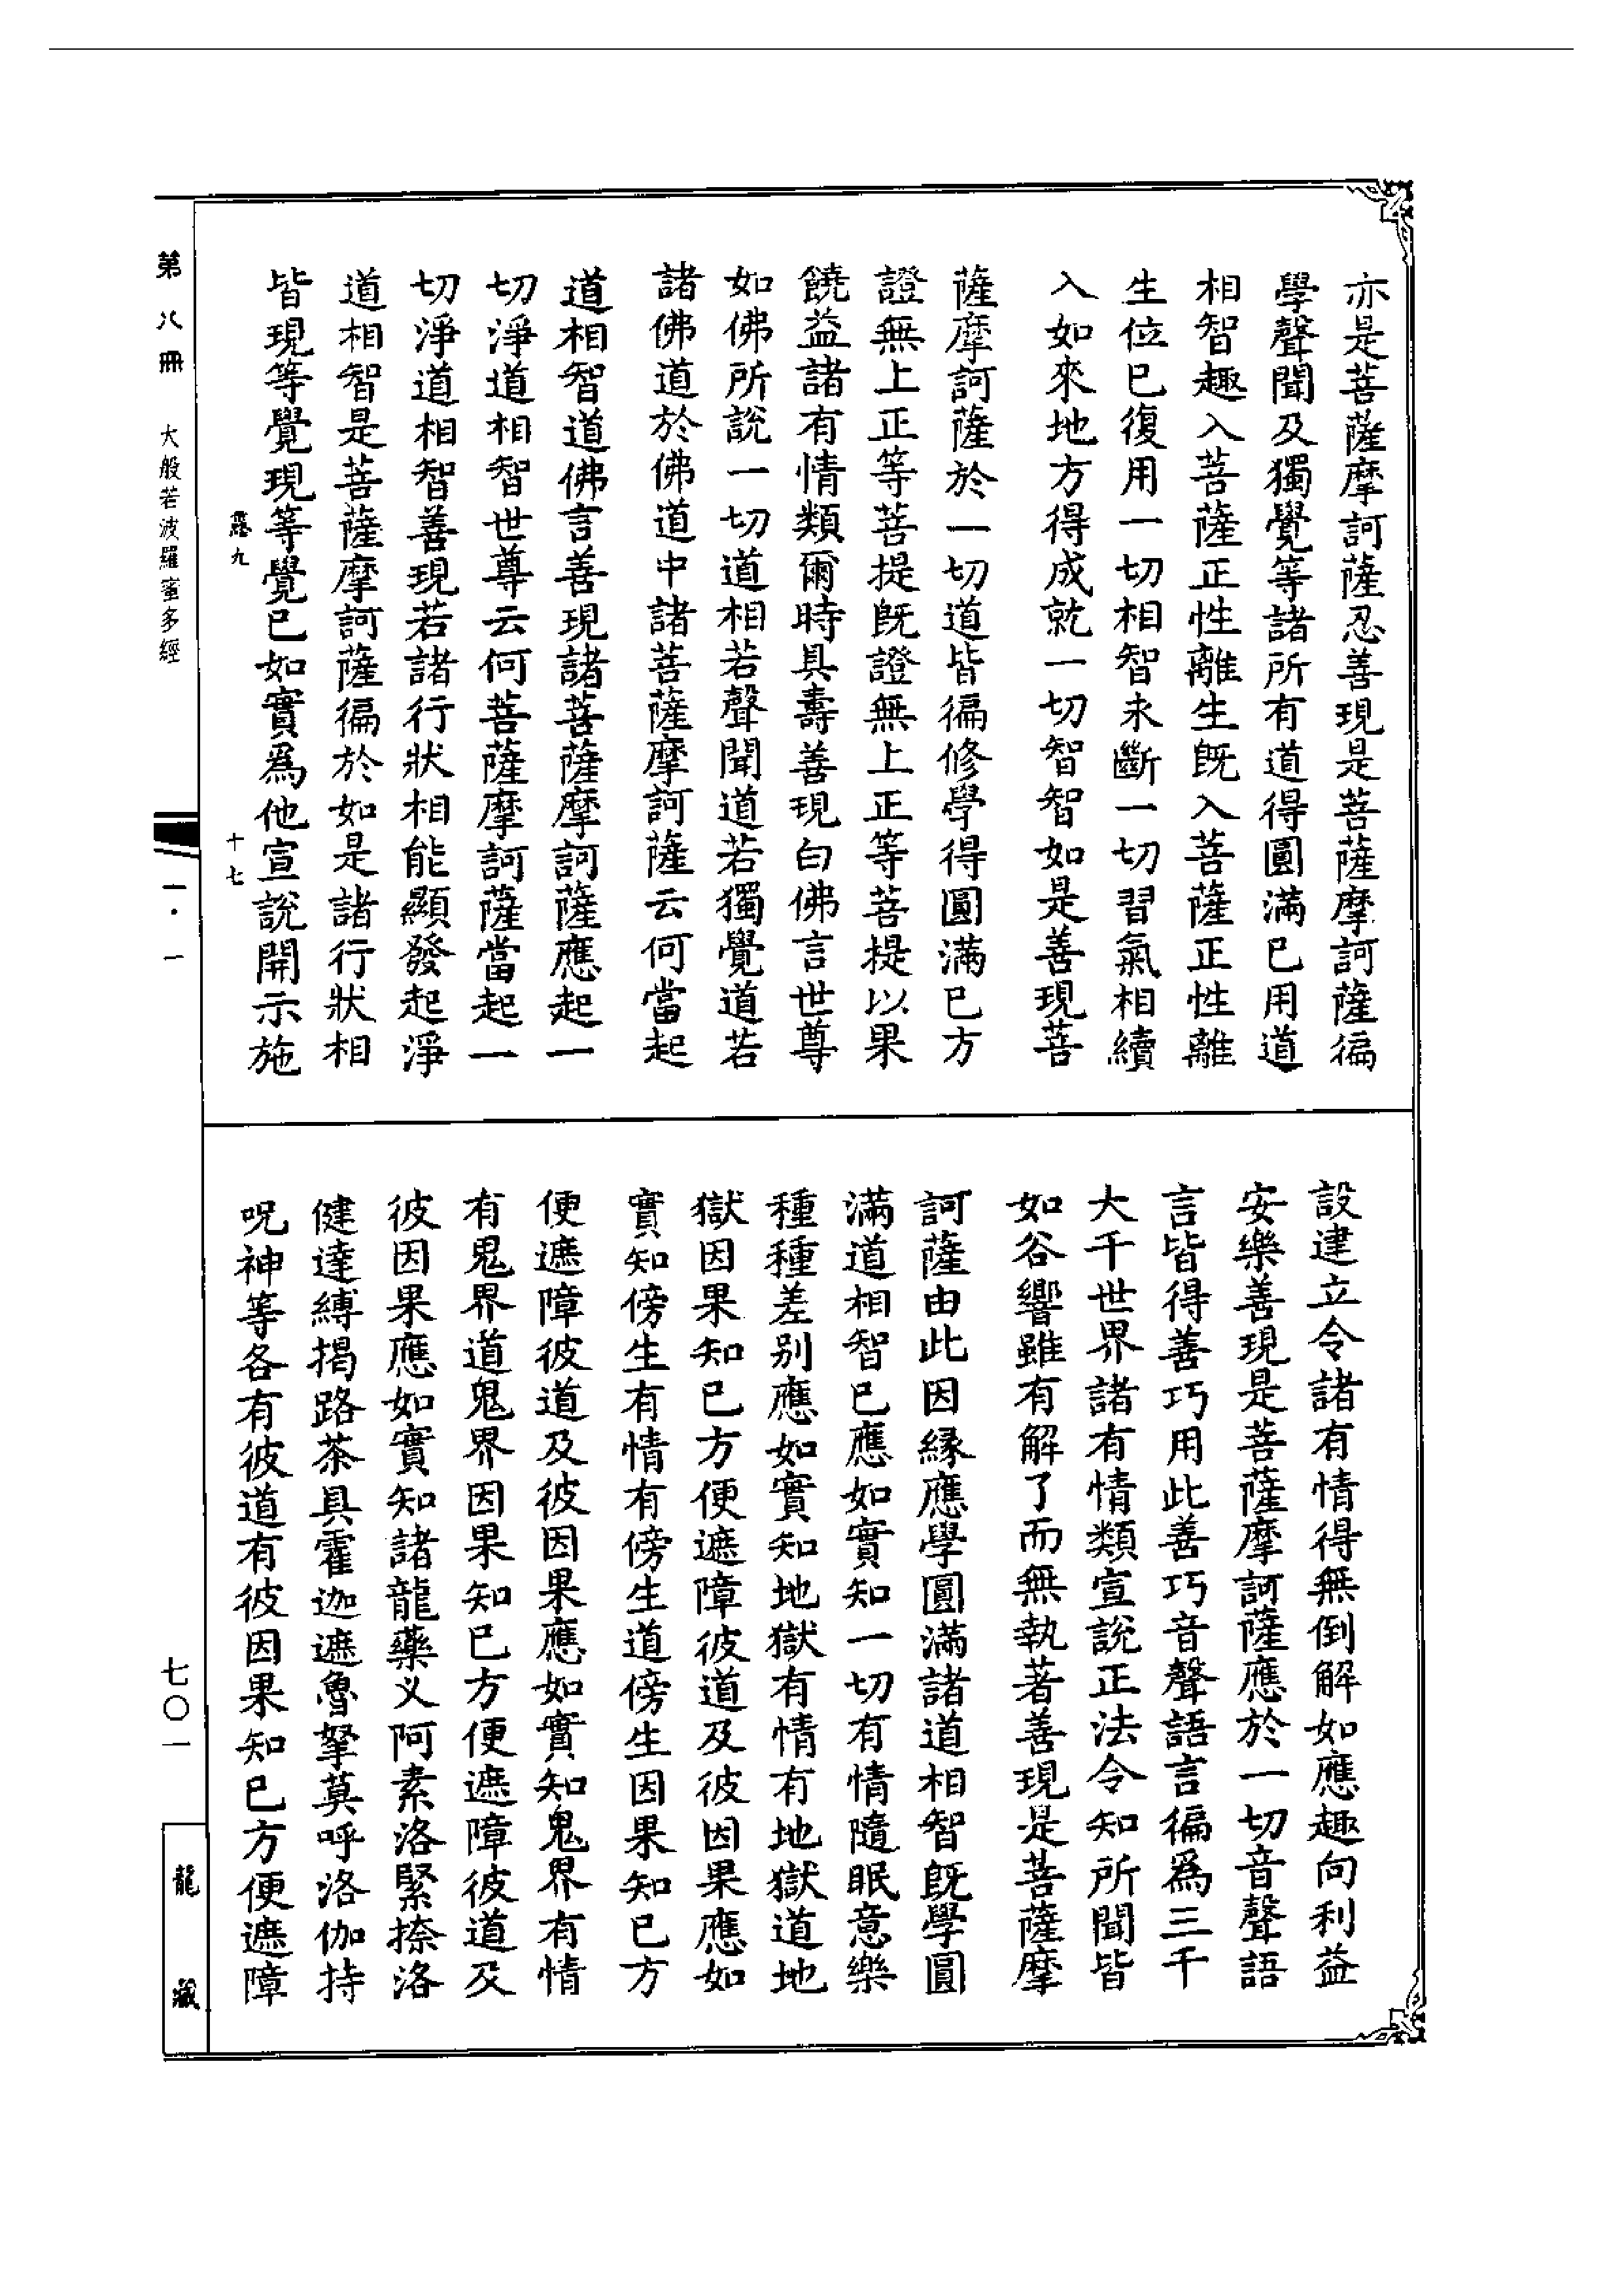 亦是菩薩摩訶薩忍善現是菩薩摩訶薩徧
學聲聞及獨覺等諸所有道得圓滿已用道
相智趣入菩薩正性離生既入菩薩正性離
生位已復用一切相智未斷一切習氣相續
入如來地方得成就一切智智如是善現菩
薩摩訶薩於一切道皆徧修學得圓滿已方
證無上正等菩提既證無上正等菩提以果
饒益諸有情類爾時具壽善現白佛言世尊
如佛所說一切道相若聲聞道若獨覺道若
諸佛道於佛道中諸菩薩摩訶薩云何當起
道相智道佛言善現諸菩薩摩訶薩應起一
切淨道相智世尊云何菩薩摩訶薩當起一
切淨道相智善現若諸行狀相能顯發起淨
道相智是菩薩摩訶薩徧於如是諸行狀相
皆現等覺現等覺已如實爲他宣說開示施
露九
十七
設建立令諸有情得無倒解如應趣向利益
安樂善現是菩薩摩訶薩應於一切音聲語
言皆得善巧用此善巧音聲語言徧爲三千
大千世界諸有情類宣說正法令知所聞皆
如谷響雖有解了而無執著善現是菩薩摩
訶薩由此因緣應學圓滿諸道相智既學圓
滿道相智已應如實知一切有情隨眠意樂
種種差別應如實知地獄有情有地獄道地
獄因果知已方便遮障彼道及彼因果應如
實知傍生有情有傍生道傍生因果知已方
便遮障彼道及彼因果應如實知鬼界有情
有鬼界道鬼界因果知已方便遮障彼道及
彼因果應如實知諸龍藥义阿素洛緊捺洛
健達縛揭路茶具霍迦遮魯拏莫呼洛伽持
呪神等各有彼道有彼因果知已方便遮障
第八冊
大般若波羅蜜多經
一·一
七〇一
龍藏